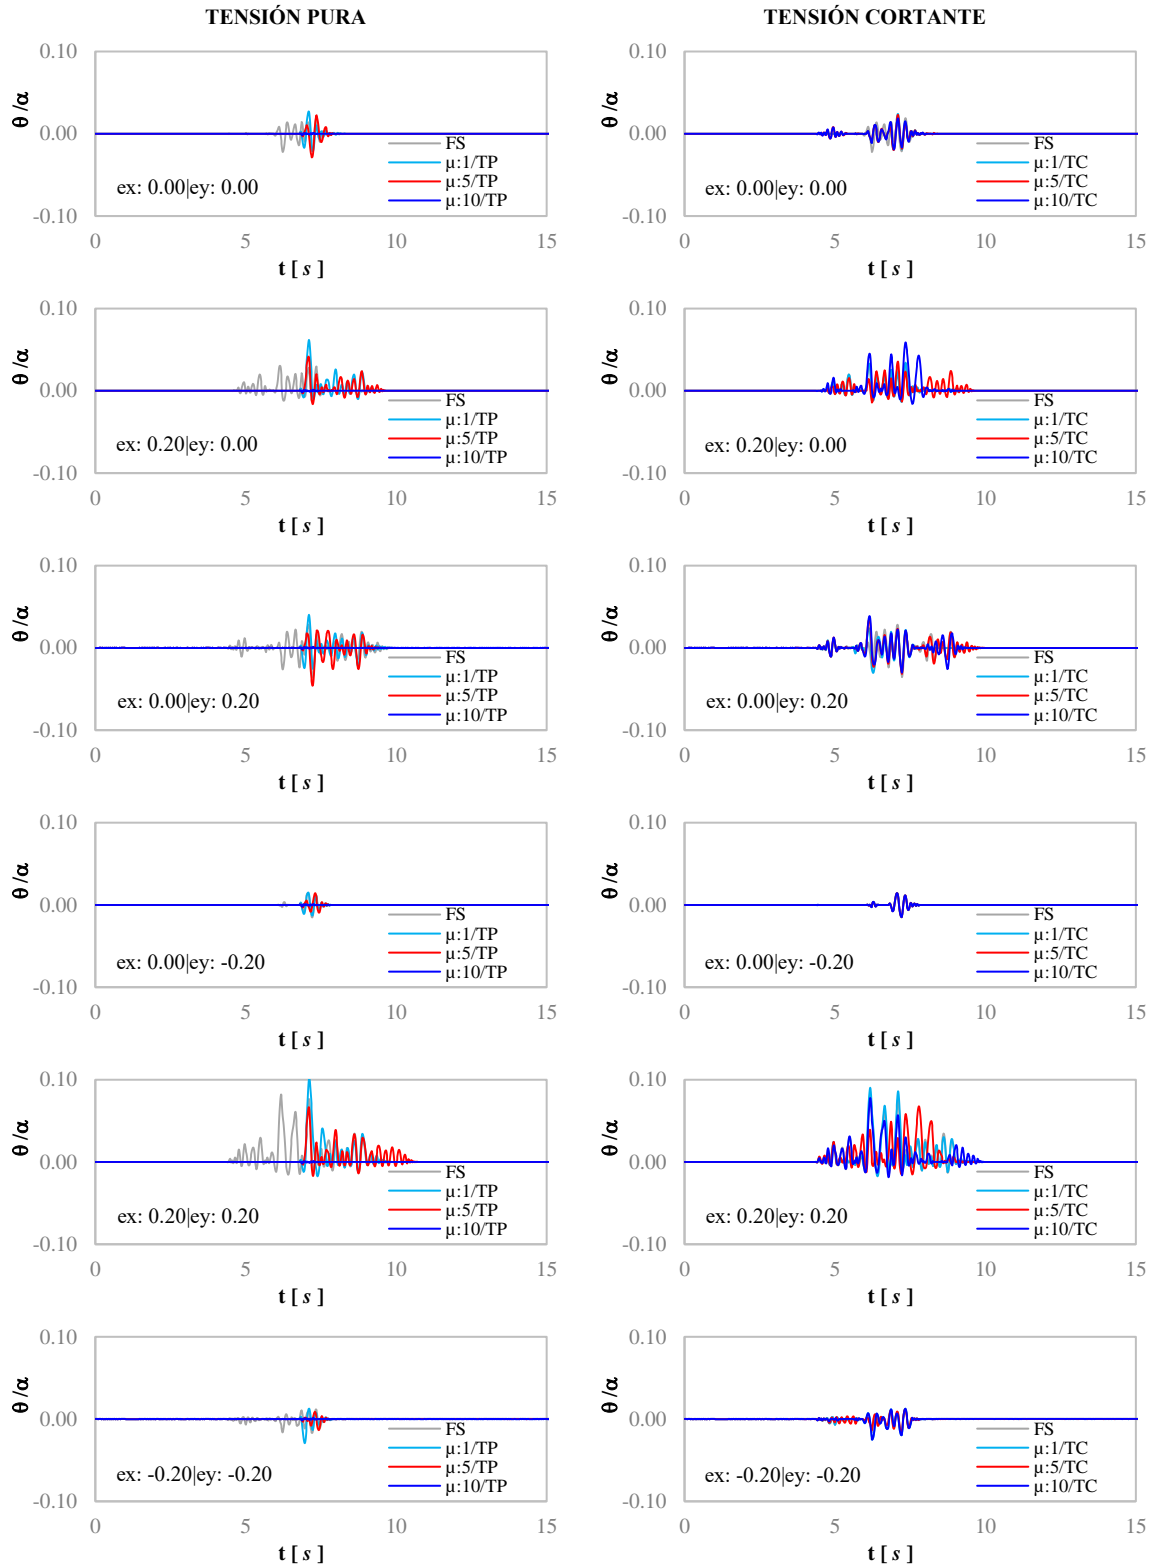 TENSIÓN PURA
0.10
θ /α
0.00
-0.10
FS
µ:1/TP
µ:5/TP
µ:10/TP
ex: 0.00|ey: 0.00
0 5 10 15
t [ s ]
TENSIÓN CORTANTE
0.10
θ /α
0.00
-0.10
FS
µ:1/TC
µ:5/TC
µ:10/TC
ex: 0.00|ey: 0.00
0 5 10 15
t [ s ]
0.10
θ /α
0.00
-0.10
FS
µ:1/TP
µ:5/TP
µ:10/TP
ex: 0.20|ey: 0.00
0 5 10 15
t [ s ]
0.10
θ /α
0.00
-0.10
FS
µ:1/TC
µ:5/TC
µ:10/TC
ex: 0.20|ey: 0.00
0 5 10 15
t [ s ]
0.10
θ /α
0.00
-0.10
FS
µ:1/TP
µ:5/TP
µ:10/TP
ex: 0.00|ey: 0.20
0 5 10 15
t [ s ]
0.10
θ /α
0.00
-0.10
FS
µ:1/TC
µ:5/TC
µ:10/TC
ex: 0.00|ey: 0.20
0 5 10 15
t [ s ]
0.10
θ /α
0.00
-0.10
FS
µ:1/TP
µ:5/TP
µ:10/TP
ex: 0.00|ey: -0.20
0 5 10 15
t [ s ]
0.10
θ /α
0.00
-0.10
FS
µ:1/TC
µ:5/TC
µ:10/TC
ex: 0.00|ey: -0.20
0 5 10 15
t [ s ]
0.10
θ /α
0.00
-0.10
FS
µ:1/TP
µ:5/TP
µ:10/TP
ex: 0.20|ey: 0.20
0 5 10 15
t [ s ]
0.10
θ /α
0.00
-0.10
FS
µ:1/TC
µ:5/TC
µ:10/TC
ex: 0.20|ey: 0.20
0 5 10 15
t [ s ]
0.10
θ /α
0.00
-0.10
FS
µ:1/TP
µ:5/TP
µ:10/TP
ex: -0.20|ey: -0.20
0 5 10 15
t [ s ]
0.10
θ /α
0.00
-0.10
FS
µ:1/TC
µ:5/TC
µ:10/TC
ex: -0.20|ey: -0.20
0 5 10 15
t [ s ]